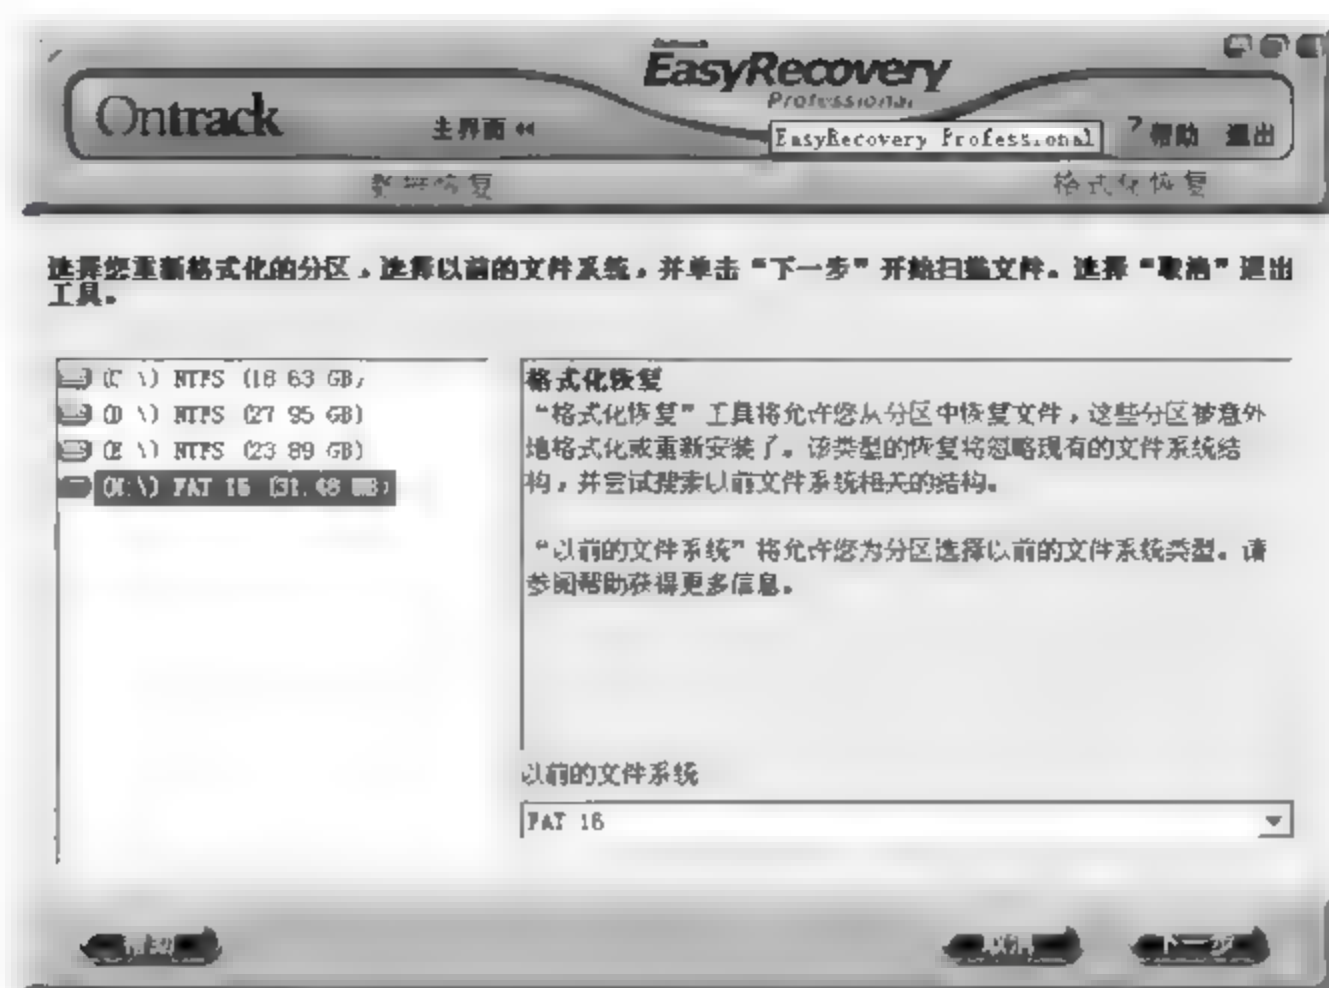 EasyRecovery
Professional
Ontrack
主界面
EasyRecovery Professional
? 帮助 退出
数据恢复
格式化恢复
选择您重新格式化的分区，选择以前的文件系统，并单击“下一步”开始扫描文件。选择“取消”退出
工具。
(C:\) NTFS (18.63 GB)
(D:\) NTFS (27.95 GB)
(E:\) NTFS (23.89 GB)
FAT 16 (31.48 MB)
格式化恢复
“格式化恢复”工具将允许您从分区中恢复文件，这些分区被意外
地格式化或重新安装了。该类型的恢复将忽略现有的文件系统结
构，并尝试搜索以前文件系统相关的结构。
“以前的文件系统”将允许您为分区选择以前的文件系统类型。请
参阅帮助获得更多信息。
以前的文件系统
FAT 16
帮助
取消
下一步